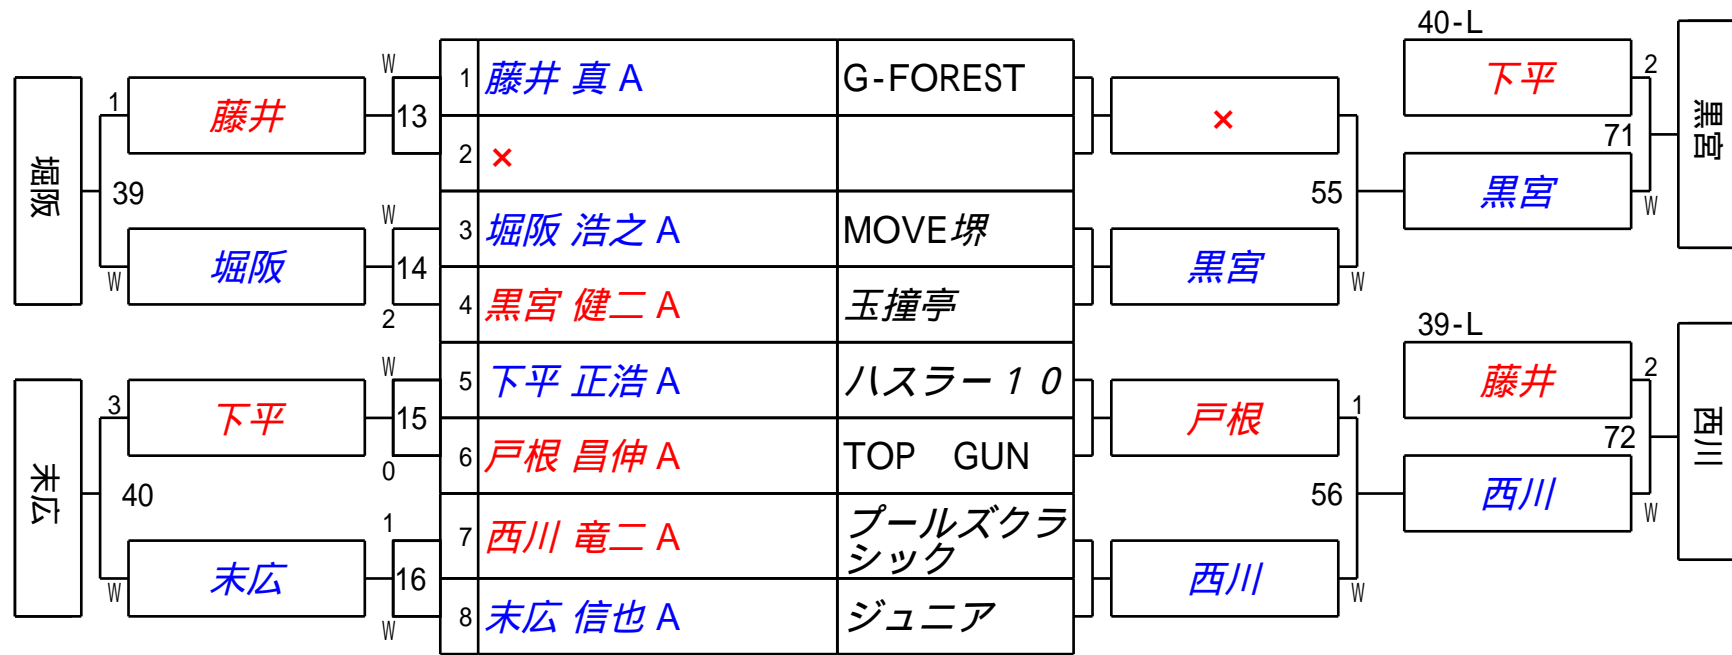 堀阪
末広
1
藤井
39
W
堀阪
3
下平
40
W
末広
W
13
W
14
2
W
15
0
1
16
W
1 藤井 真 A G-FOREST
2 ×
3 堀阪 浩之 A MOVE堺
4 黒宮 健二 A 玉撞亭
5 下平 正浩 A ハスラー１０
6 戸根 昌伸 A TOP GUN
7 西川 竜二 A プールズクラ
シック
8 末広 信也 A ジュニア
×
55
黒宮
W
戸根
1
56
西川
W
40-L
下平
2
71
黒宮
W
39-L
藤井
2
72
西川
W
黒宮
西川